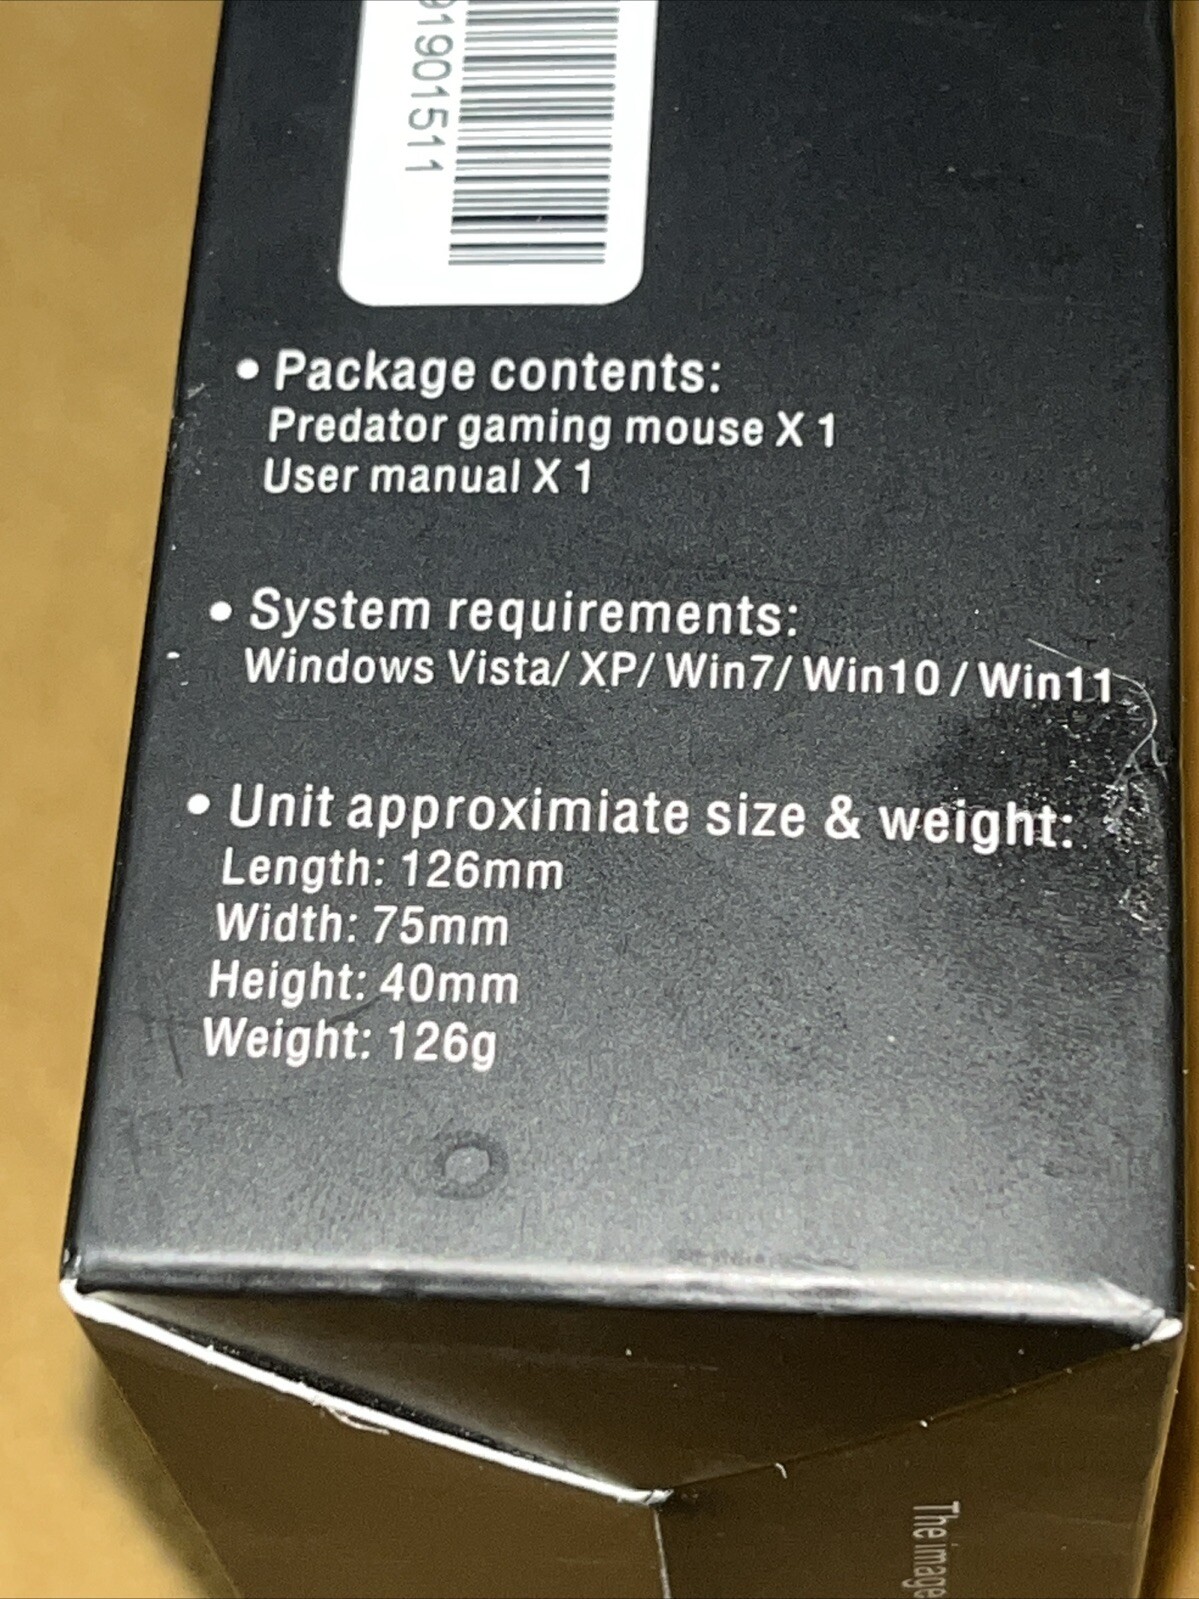 91901511
• Package contents:
Predator gaming mouse X 1
User manual X 1
• System requirements:
Windows Vista/ XP/ Win7/ Win10 / Win11
• Unit approximiate size & weight:
Length: 126mm
Width: 75mm
Height: 40mm
Weight: 126g
The image